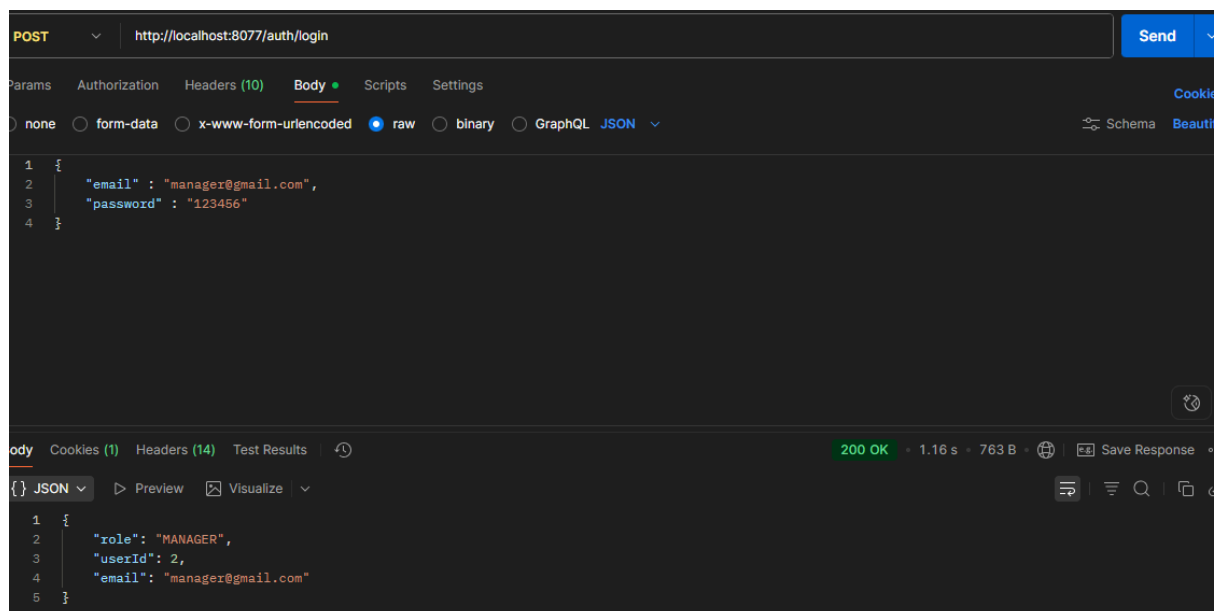 POST http://localhost:8077/auth/login Send
Params Authorization Headers (10) Body Scripts Settings
none form-data x-www-form-urlencoded raw binary GraphQL JSON Schema
1 {
2 "email" : "manager@gmail.com",
3 "password" : "123456"
4 }
Cookies (1) Headers (14) Test Results 200 OK 1.16 s 763 B Save Response
{} JSON Preview Visualize
1 {
2 "role": "MANAGER",
3 "userId": 2,
4 "email": "manager@gmail.com"
5 }